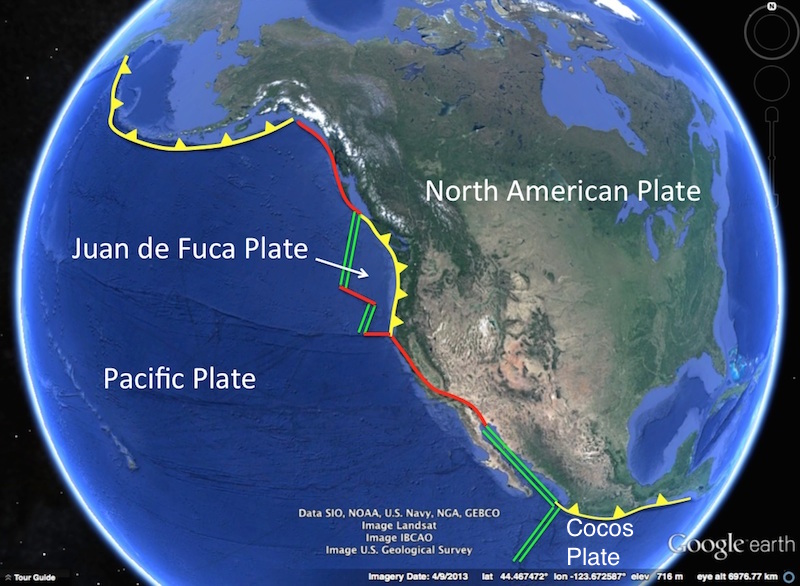 N
North American Plate
Juan de Fuca Plate
Pacific Plate
Data SIO, NOAA, U.S. Navy, NGA, GEBCO
Image Landsat
Image IBCAO
Image U.S. Geological Survey
Cocos
Plate
Google earth
Tour Guide
Imagery Date: 4/9/2013 lat 44.467472° lon -123.672587° elev 716 m eye alt 6976.77 km